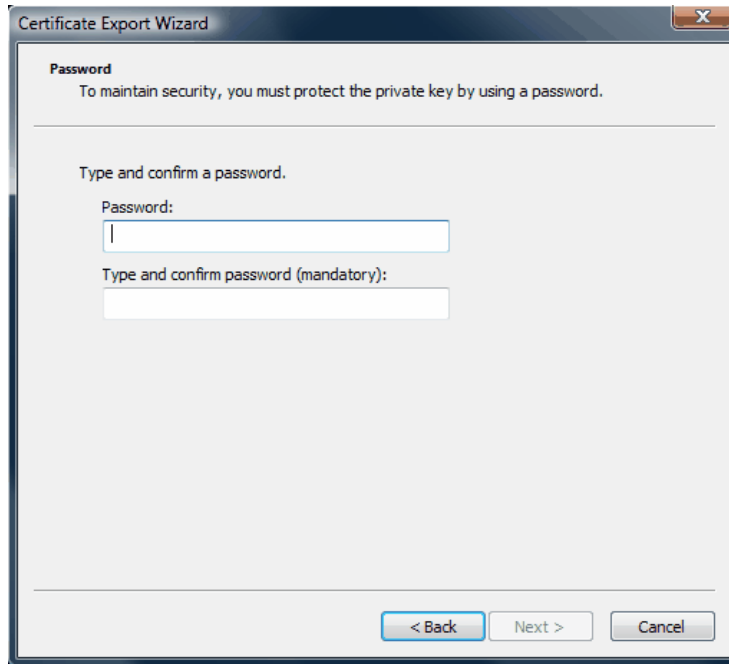 Certificate Export Wizard
Password
To maintain security, you must protect the private key by using a password.
Type and confirm a password.
Password:
Type and confirm password (mandatory):
< Back Next > Cancel